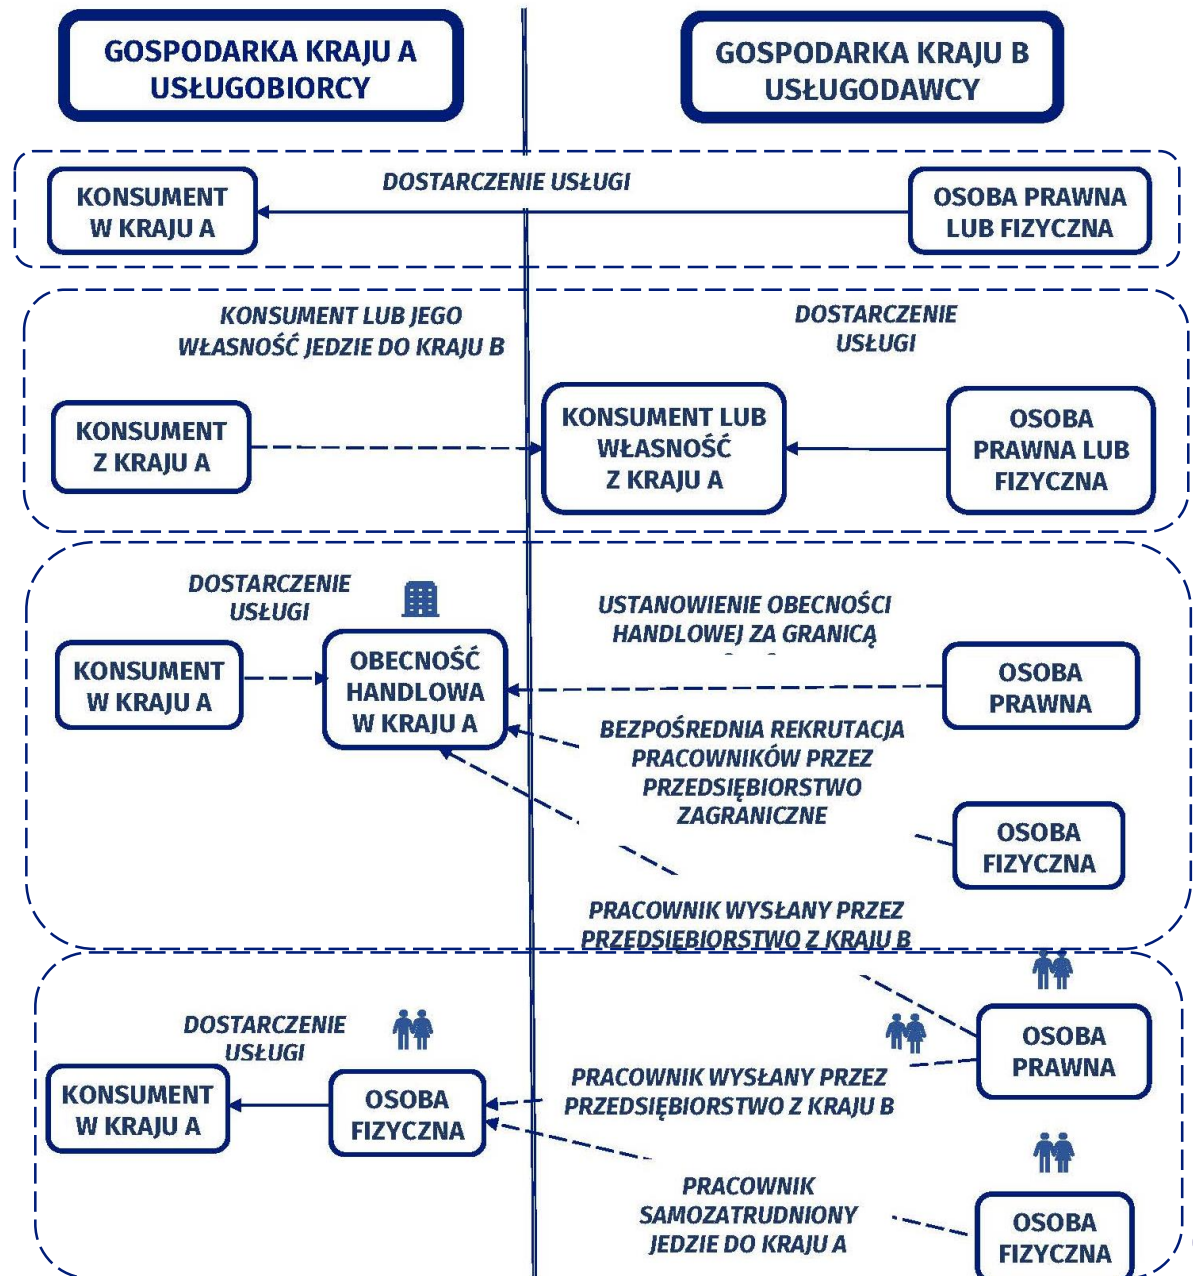 GOSPODARKA KRAJU A
USŁUGOBIORCY
GOSPODARKA KRAJU B
USŁUGODAWCY
KONSUMENT
W KRAJU A
DOSTARCZENIE USŁUGI
OSOBA PRAWNA
LUB FIZYCZNA
KONSUMENT LUB JEGO
WŁASNOŚĆ JEDZIE DO KRAJU B
DOSTARCZENIE
USŁUGI
KONSUMENT
Z KRAJU A
KONSUMENT LUB
WŁASNOŚĆ
Z KRAJU A
OSOBA
PRAWNA LUB
FIZYCZNA
DOSTARCZENIE
USŁUGI
USTANOWIENIE OBECNOŚCI
HANDLOWEJ ZA GRANICĄ
KONSUMENT
W KRAJU A
OBECNOŚĆ
HANDLOWA
W KRAJU A
OSOBA
PRAWNA
BEZPOŚREDNIA REKRUTACJA
PRACOWNIKÓW PRZEZ
PRZEDSIĘBIORSTWO
ZAGRANICZNE
OSOBA
FIZYCZNA
PRACOWNIK WYSŁANY PRZEZ
PRZEDSIĘBIORSTWO Z KRAJU B
DOSTARCZENIE
USŁUGI
OSOBA
PRAWNA
KONSUMENT
W KRAJU A
OSOBA
FIZYCZNA
PRACOWNIK WYSŁANY PRZEZ
PRZEDSIĘBIORSTWO Z KRAJU B
PRACOWNIK
SAMOZATRUDNIONY
JEDZIE DO KRAJU A
OSOBA
FIZYCZNA